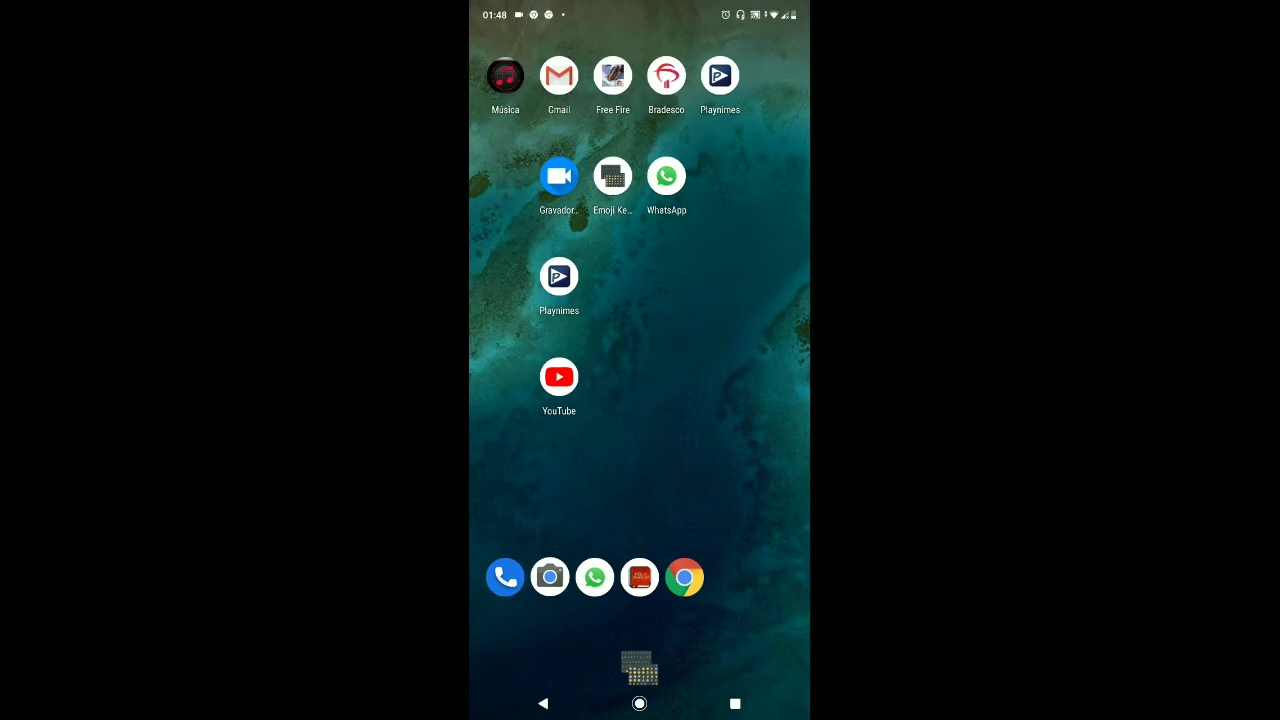 01:48
Música Gmail Free Fire Bradesco Playnimes
Gravador… Emoji Ke… WhatsApp
Playnimes
YouTube